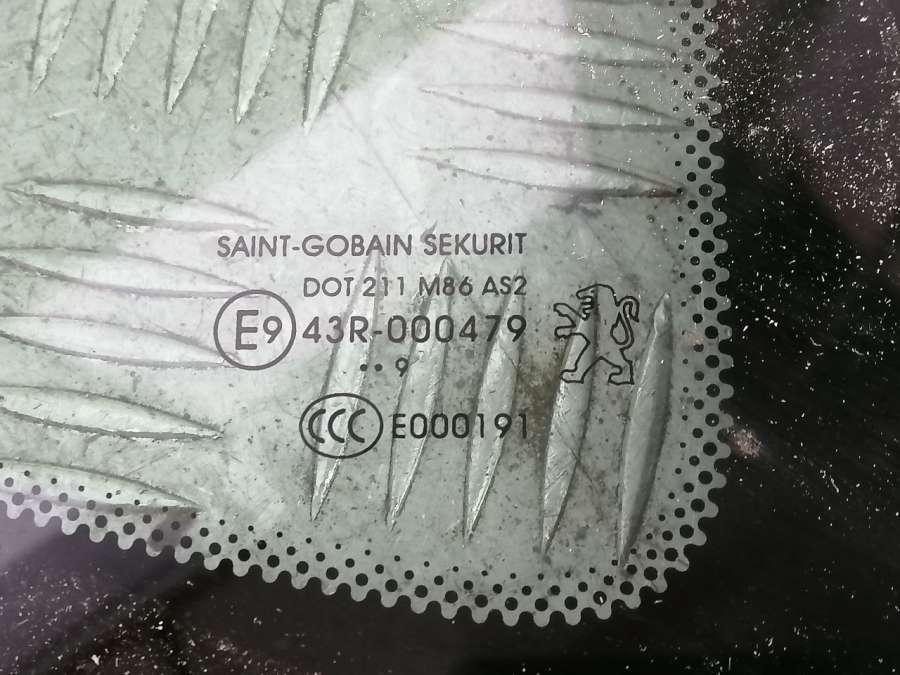 SAINT-GOBAIN SEKURIT
DOT 211 M86 AS2
E9 43R-000479
•• 9
CCC E000191